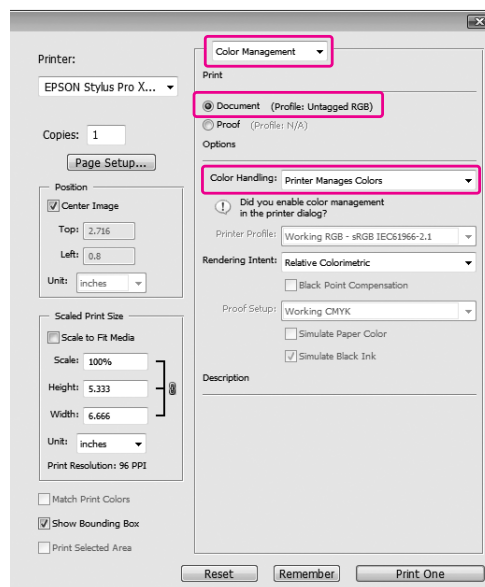 Printer:
EPSON Stylus Pro X...
Copies: 1
Page Setup...
Position
Center Image
Top: 2.716
Left: 0.8
Unit: inches
Scaled Print Size
Scale to Fit Media
Scale: 100%
Height: 5.333
Width: 6.666
Unit: inches
Print Resolution: 96 PPI
Match Print Colors
Show Bounding Box
Print Selected Area
Color Management
Print
Document (Profile: Untagged RGB)
Proof (Profile: N/A)
Options
Color Handling: Printer Manages Colors
Did you enable color management
in the printer dialog?
Printer Profile: Working RGB - sRGB IEC61966-2.1
Rendering Intent: Relative Colorimetric
Black Point Compensation
Proof Setup: Working CMYK
Simulate Paper Color
Simulate Black Ink
Description
Reset Remember Print One